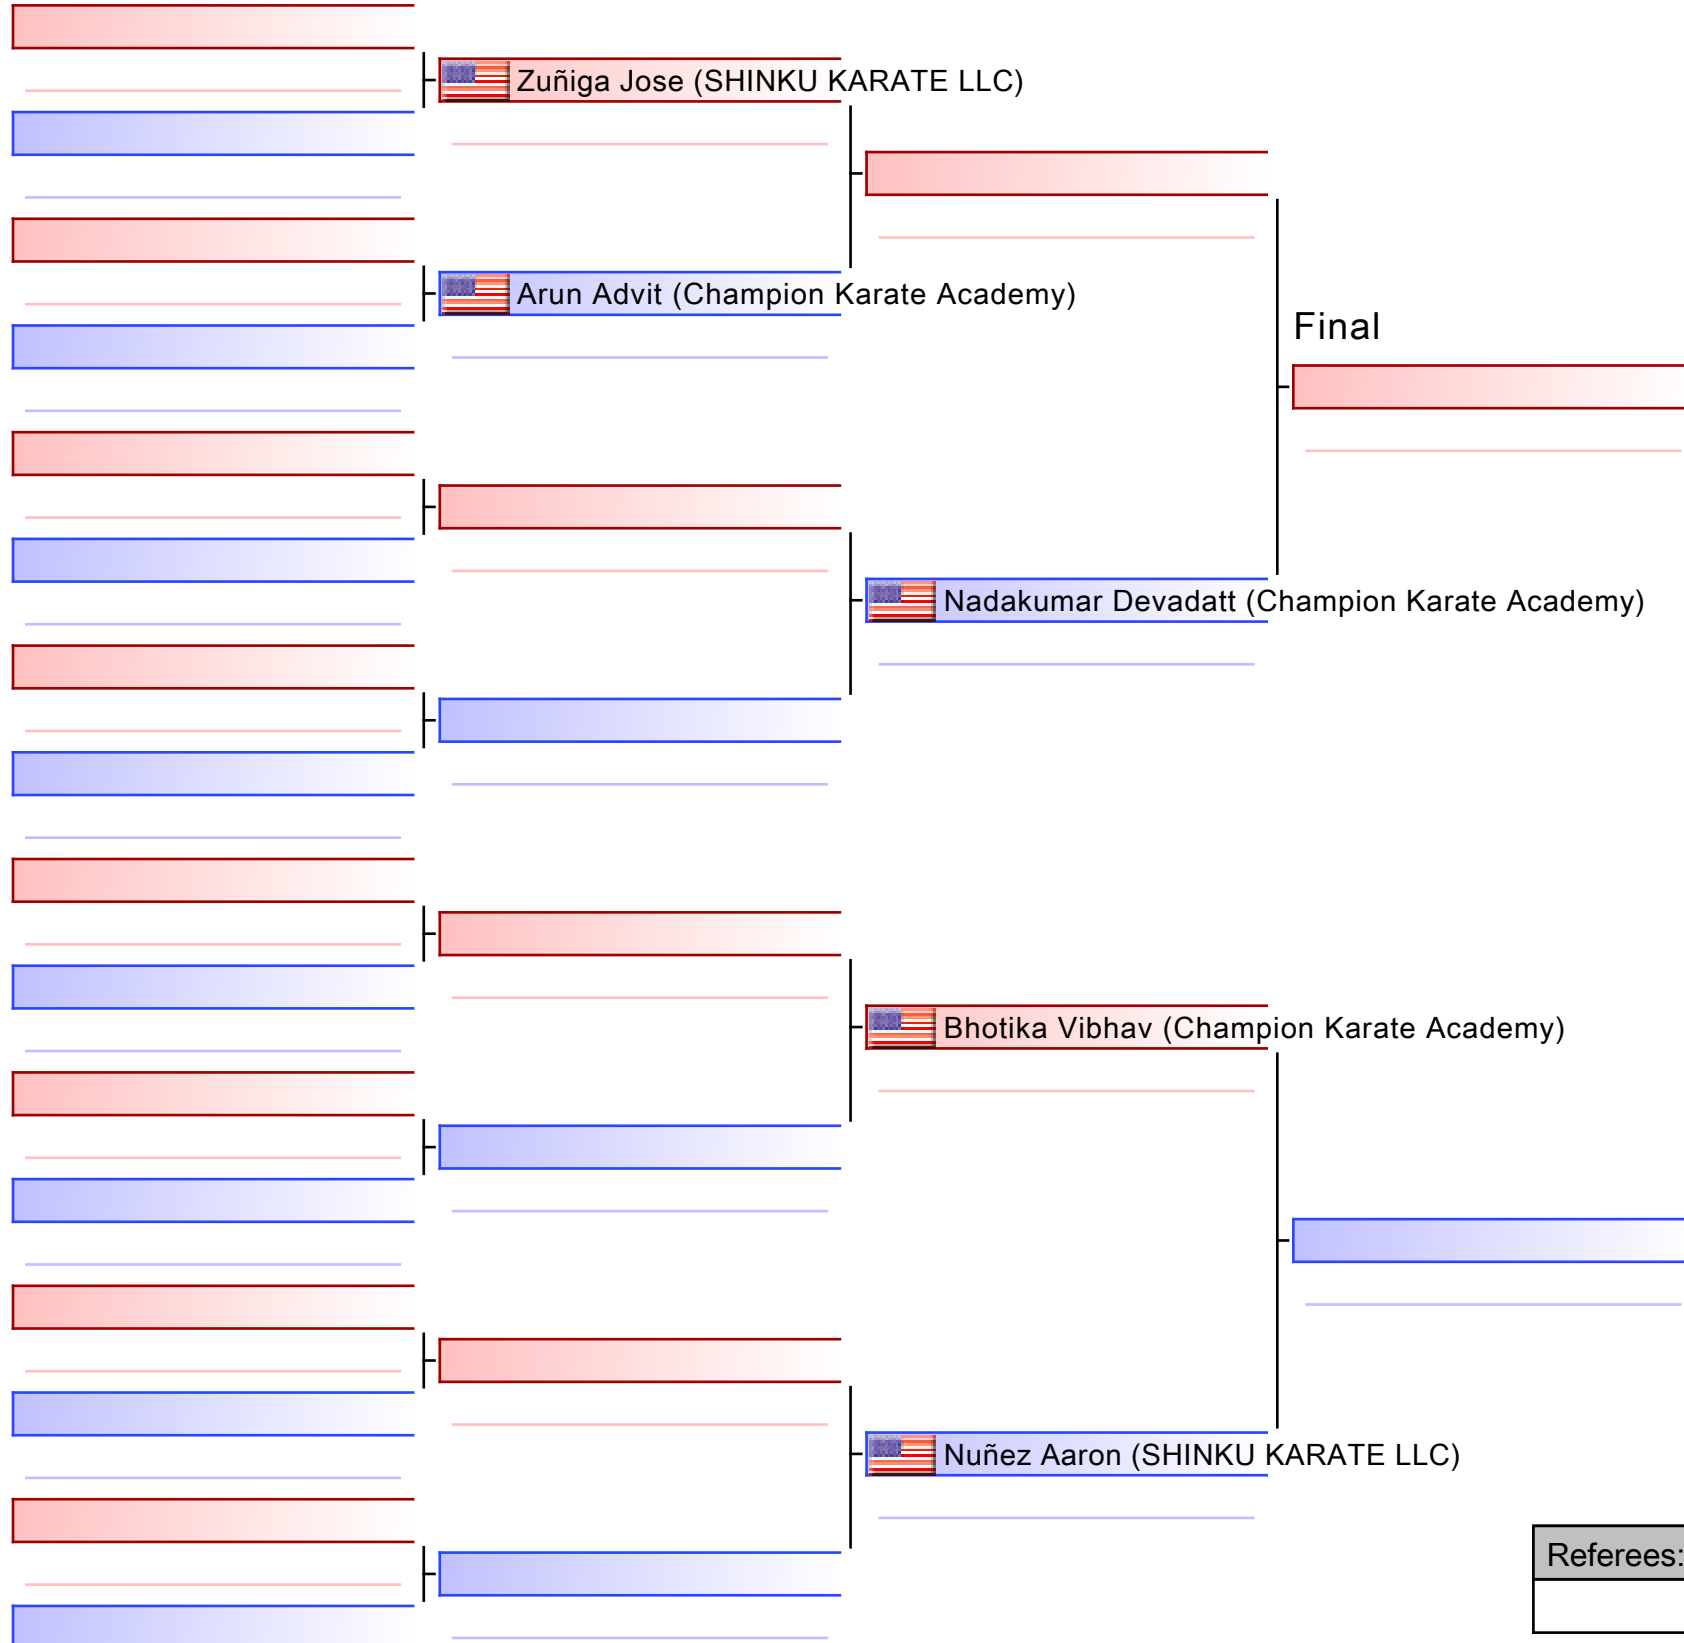 Zuñiga Jose (SHINKU KARATE LLC)
Arun Advit (Champion Karate Academy)
Final
Nadakumar Devadatt (Champion Karate Academy)
Bhotika Vibhav (Champion Karate Academy)
Nuñez Aaron (SHINKU KARATE LLC)
Referees: